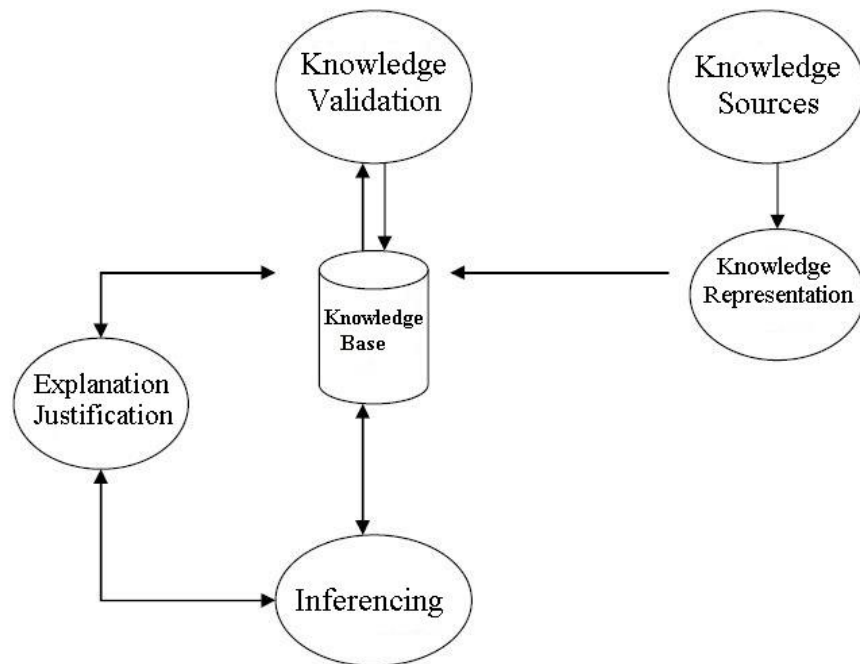 Knowledge
Validation
Knowledge
Sources
Knowledge
Representation
Knowledge
Base
Explanation
Justification
Inferencing